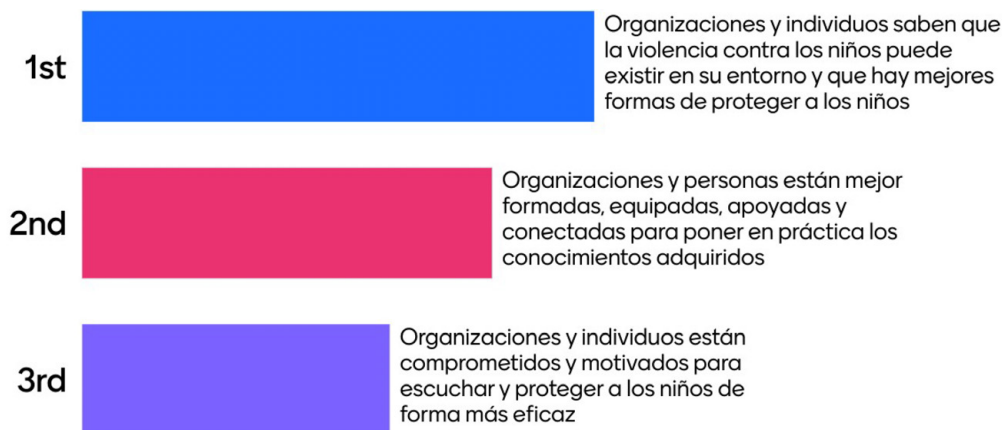 1st
Organizaciones y individuos saben que
la violencia contra los niños puede
existir en su entorno y que hay mejores
formas de proteger a los niños
2nd
Organizaciones y personas están mejor
formadas, equipadas, apoyadas y
conectadas para poner en práctica los
conocimientos adquiridos
3rd
Organizaciones y individuos están
comprometidos y motivados para
escuchar y proteger a los niños de
forma más eficaz